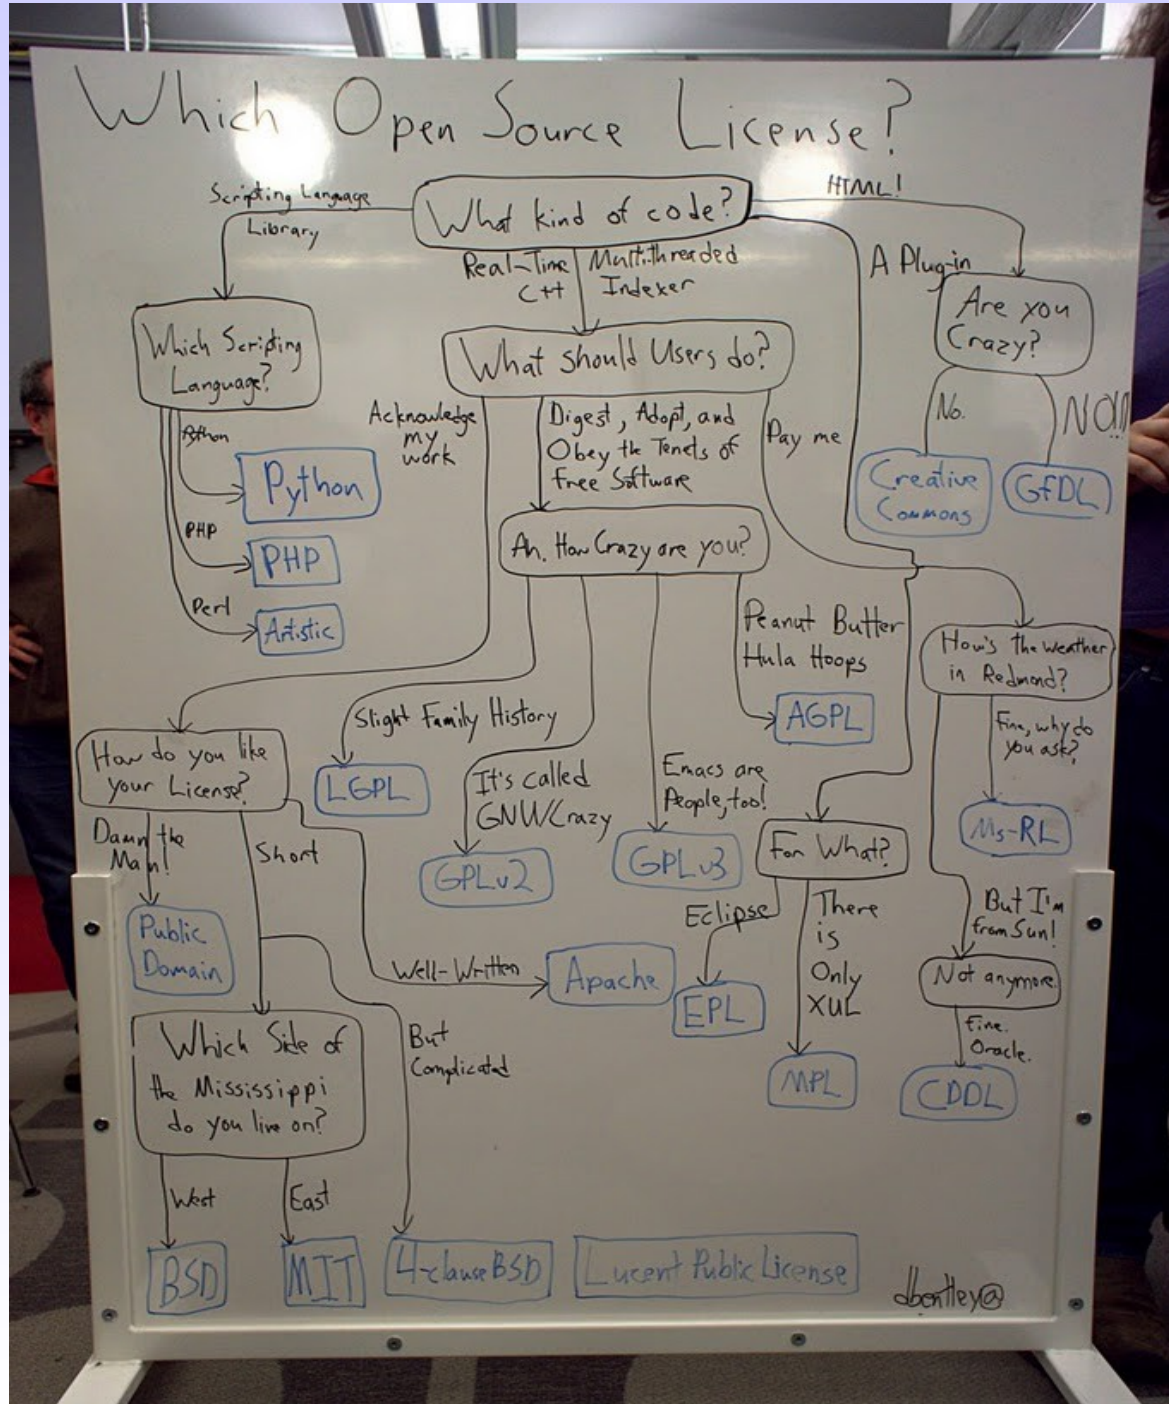 Which Open Source License?
What kind of code?
Scripting Language
Library
Real-Time
C++
Multithreaded
Indexer
A Plug-in
HTML!
Which Scripting
Language?
Python
Python
PHP
PHP
Perl
Artistic
What should Users do?
Acknowledge
my
work
Digest, Adopt, and
Obey the Tenets of
Free Software
Pay me
Are you
Crazy?
No.
Creative
Commons
GFDL
Ah. How Crazy are you?
Slight Family History
LGPL
It's called
GNU/Crazy
GPLv2
Emacs are
People, too!
GPLv3
Peanut Butter
Hula Hoops
AGPL
How's the weather
in Redmond?
Fine, why do
you ask?
Ms-RL
But I'm
from Sun!
Not anymore.
Fine.
Oracle.
CDDL
For What?
Eclipse
EPL
There
is
Only
XUL
MPL
How do you like
your License?
Damn the
Man!
Public
Domain
Short
Well-Written
Apache
Which Side of
the Mississippi
do you live on?
But
Complicated
West
BSD
East
MIT
4-clause BSD
Lucent Public License
dbentley@